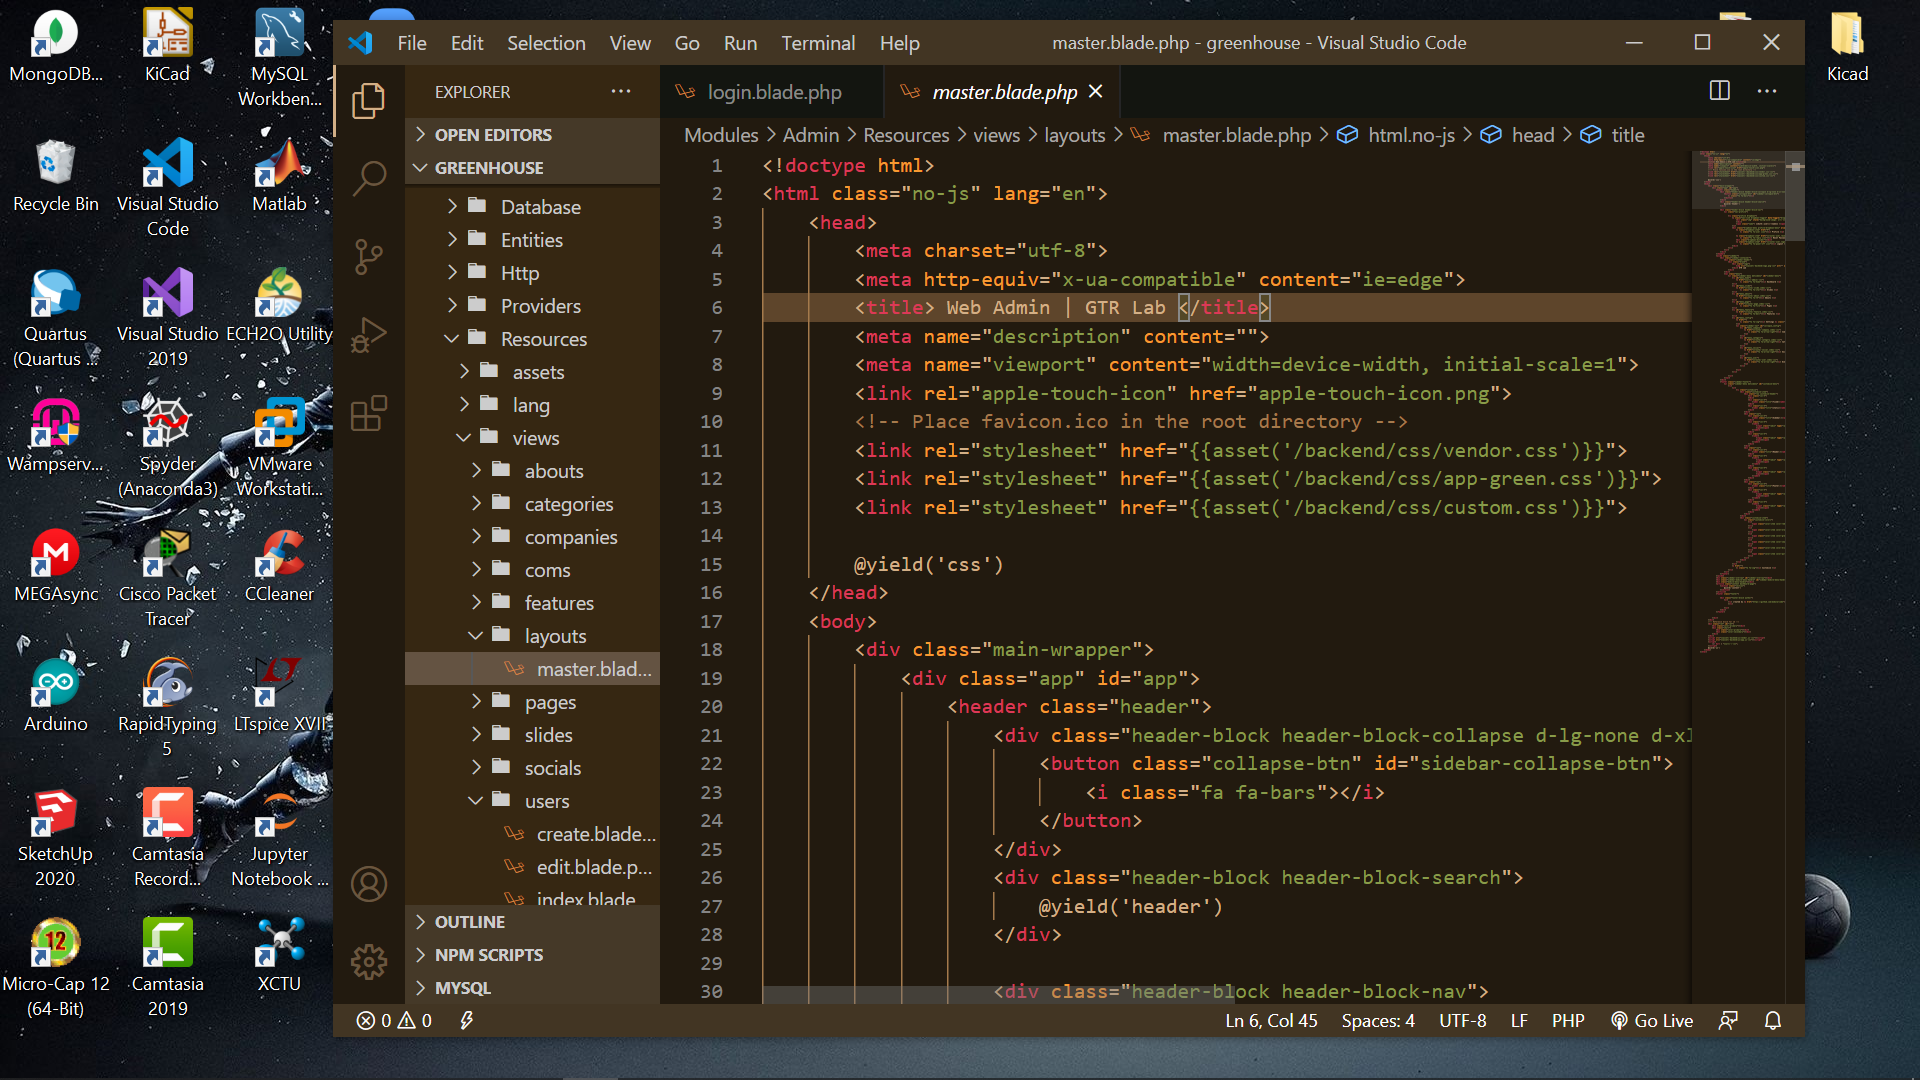 MongoDB...
KiCad
MySQL Workben...
Recycle Bin
Visual Studio Code
Matlab
Quartus (Quartus ...
Visual Studio 2019
ECH2O Utility
Wampserv...
Spyder (Anaconda3)
VMware Workstati...
MEGAsync
Cisco Packet Tracer
CCleaner
Arduino
RapidTyping 5
LTspice XVII
SketchUp 2020
Camtasia Record...
Jupyter Notebook ...
12
Micro-Cap 12 (64-Bit)
Camtasia 2019
XCTU
Kicad
File Edit Selection View Go Run Terminal Help
master.blade.php - greenhouse - Visual Studio Code
EXPLORER
OPEN EDITORS
GREENHOUSE
Database
Entities
Http
Providers
Resources
assets
lang
views
abouts
categories
companies
coms
features
layouts
master.blad...
pages
slides
socials
users
create.blade...
edit.blade.p...
index.blade
OUTLINE
NPM SCRIPTS
MYSQL
login.blade.php
master.blade.php
Modules > Admin > Resources > views > layouts > master.blade.php > html.no-js > head > title
1 <!doctype html>
2 <html class="no-js" lang="en">
3 <head>
4 <meta charset="utf-8">
5 <meta http-equiv="x-ua-compatible" content="ie=edge">
6 <title> Web Admin | GTR Lab </title>
7 <meta name="description" content="">
8 <meta name="viewport" content="width=device-width, initial-scale=1">
9 <link rel="apple-touch-icon" href="apple-touch-icon.png">
10 <!-- Place favicon.ico in the root directory -->
11 <link rel="stylesheet" href="{{asset('/backend/css/vendor.css')}}">
12 <link rel="stylesheet" href="{{asset('/backend/css/app-green.css')}}">
13 <link rel="stylesheet" href="{{asset('/backend/css/custom.css')}}">
14
15 @yield('css')
16 </head>
17 <body>
18 <div class="main-wrapper">
19 <div class="app" id="app">
20 <header class="header">
21 <div class="header-block header-block-collapse d-lg-none d-xl
22 <button class="collapse-btn" id="sidebar-collapse-btn">
23 <i class="fa fa-bars"></i>
24 </button>
25 </div>
26 <div class="header-block header-block-search">
27 @yield('header')
28 </div>
29
30 <div class="header-block header-block-nav">
0 0
Ln 6, Col 45 Spaces: 4 UTF-8 LF PHP Go Live